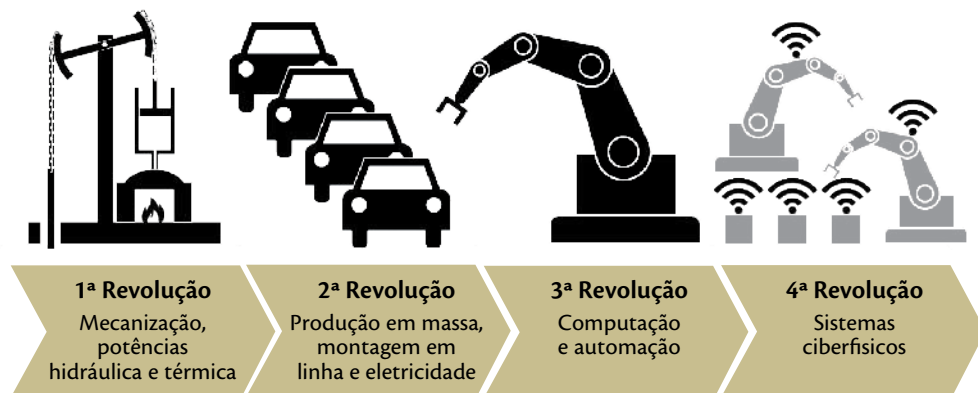 1ª Revolução
Mecanização,
potências
hidráulica e térmica
2ª Revolução
Produção em massa,
montagem em
linha e eletricidade
3ª Revolução
Computação
e automação
4ª Revolução
Sistemas
ciberfisicos